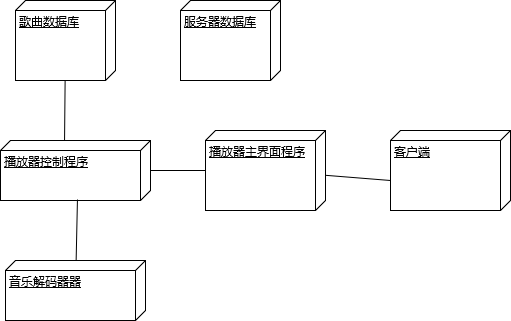 歌曲数据库
服务器数据库
播放器控制程序
播放器主界面程序
客户端
音乐解码器器